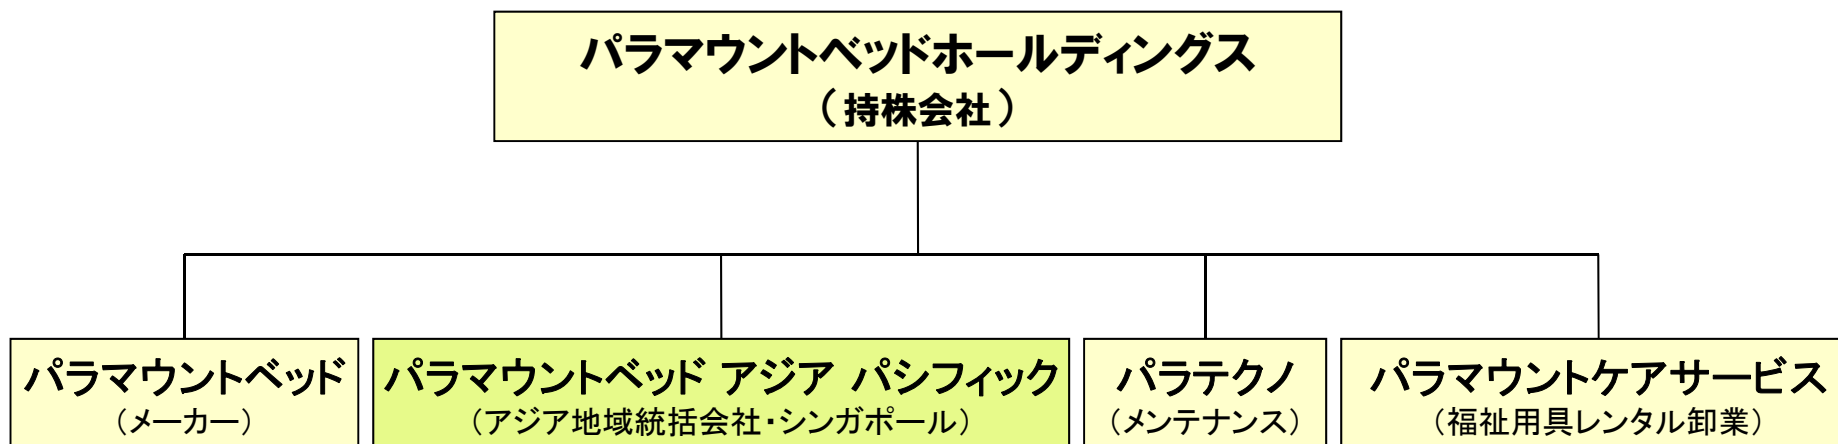 パラマウントベッドホールディングス
（持株会社）
パラマウントベッド
（メーカー）
パラマウントベッド アジア パシフィック
（アジア地域統括会社・シンガポール）
パラテクノ
（メンテナンス）
パラマウントケアサービス
（福祉用具レンタル卸業）